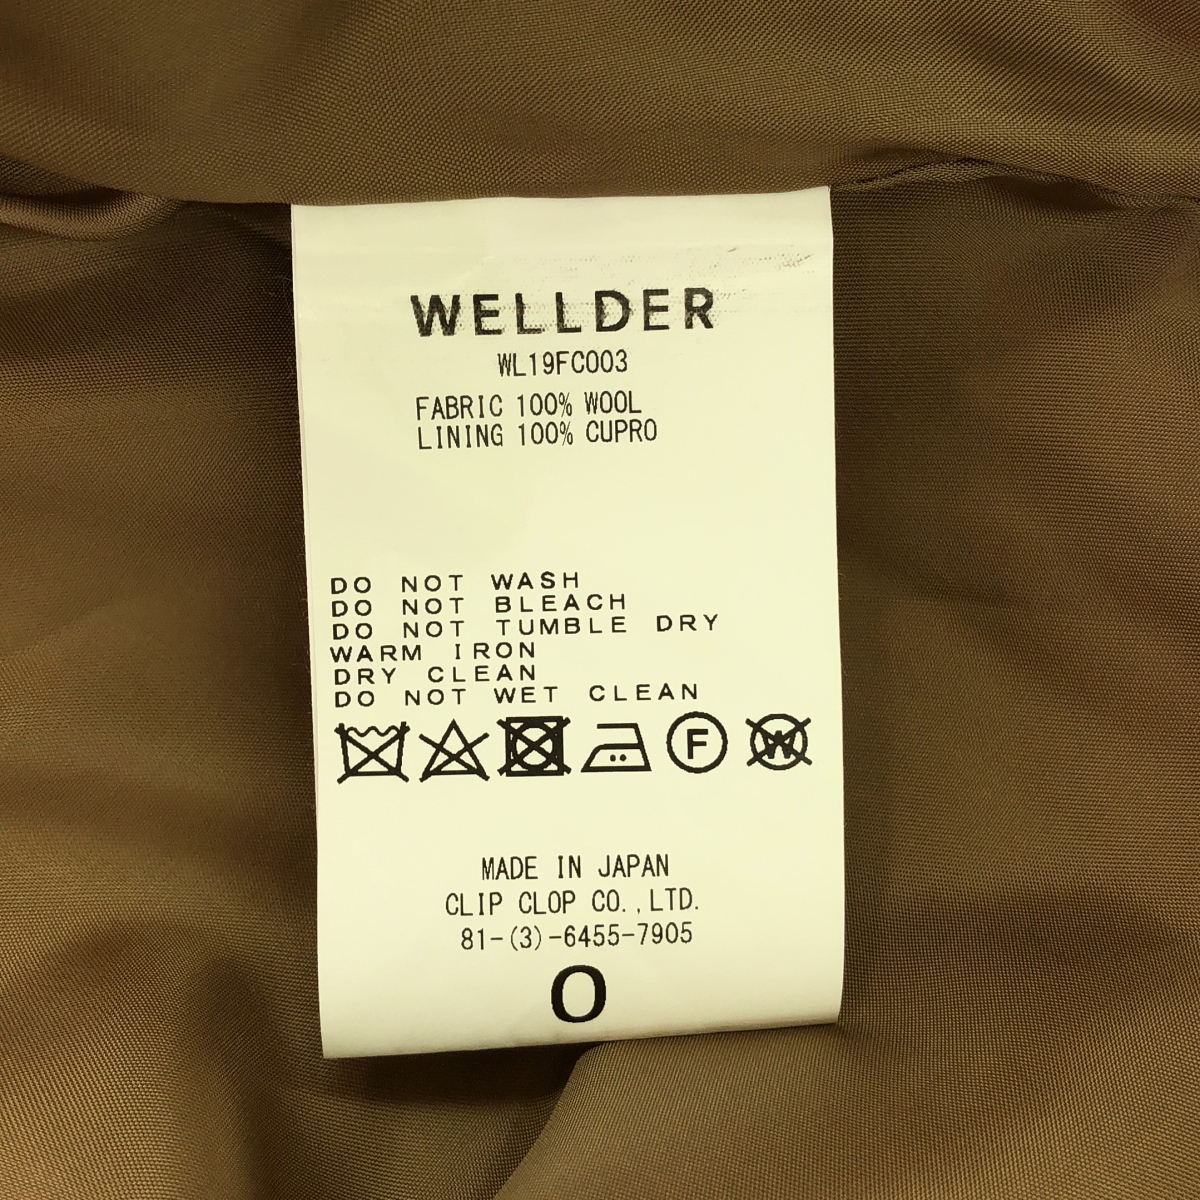 WELLDER
WL19FC003
FABRIC 100% WOOL
LINING 100% CUPRO
DO NOT WASH
DO NOT BLEACH
DO NOT TUMBLE DRY
WARM IRON
DRY CLEAN
DO NOT WET CLEAN
F W
MADE IN JAPAN
CLIP CLOP CO.,LTD.
81-(3)-6455-7905
0